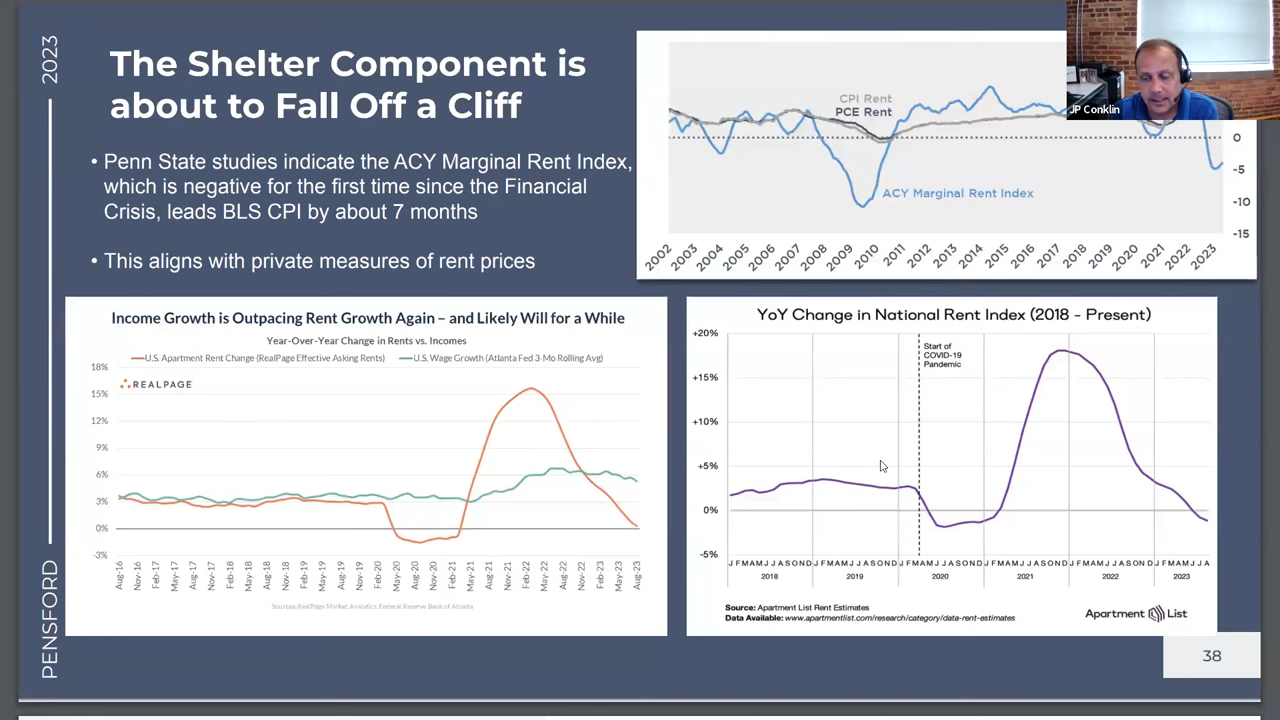 2023
PENSFORD
The Shelter Component is
about to Fall Off a Cliff
• Penn State studies indicate the ACY Marginal Rent Index,
which is negative for the first time since the Financial
Crisis, leads BLS CPI by about 7 months
• This aligns with private measures of rent prices
CPI Rent
PCE Rent
ACY Marginal Rent Index
0
-5
-10
-15
2002 2003 2004 2005 2006 2007 2008 2009 2010 2011 2012 2013 2014 2015 2016 2017 2018 2019 2020 2021 2022 2023
JP Conklin
Income Growth is Outpacing Rent Growth Again – and Likely Will for a While
Year-Over-Year Change in Rents vs. Incomes
U.S. Apartment Rent Change (RealPage Effective Asking Rents) U.S. Wage Growth (Atlanta Fed 3-Mo Rolling Avg)
REALPAGE
18%
15%
12%
9%
6%
3%
0%
-3%
Aug-16 Nov-16 Feb-17 May-17 Aug-17 Nov-17 Feb-18 May-18 Aug-18 Nov-18 Feb-19 May-19 Aug-19 Nov-19 Feb-20 May-20 Aug-20 Nov-20 Feb-21 May-21 Aug-21 Nov-21 Feb-22 May-22 Aug-22 Nov-22 Feb-23 May-23 Aug-23
Sources: RealPage Market Analytics, Federal Reserve Bank of Atlanta
YoY Change in National Rent Index (2018 - Present)
+20%
+15%
+10%
+5%
0%
-5%
Start of
COVID-19
Pandemic
J F M A M J J A S O N D J F M A M J J A S O N D J F M A M J J A S O N D J F M A M J J A S O N D J F M A M J J A S O N D J F M A M J J A
2018 2019 2020 2021 2022 2023
Source: Apartment List Rent Estimates
Data Available: www.apartmentlist.com/research/category/data-rent-estimates
Apartment List
38